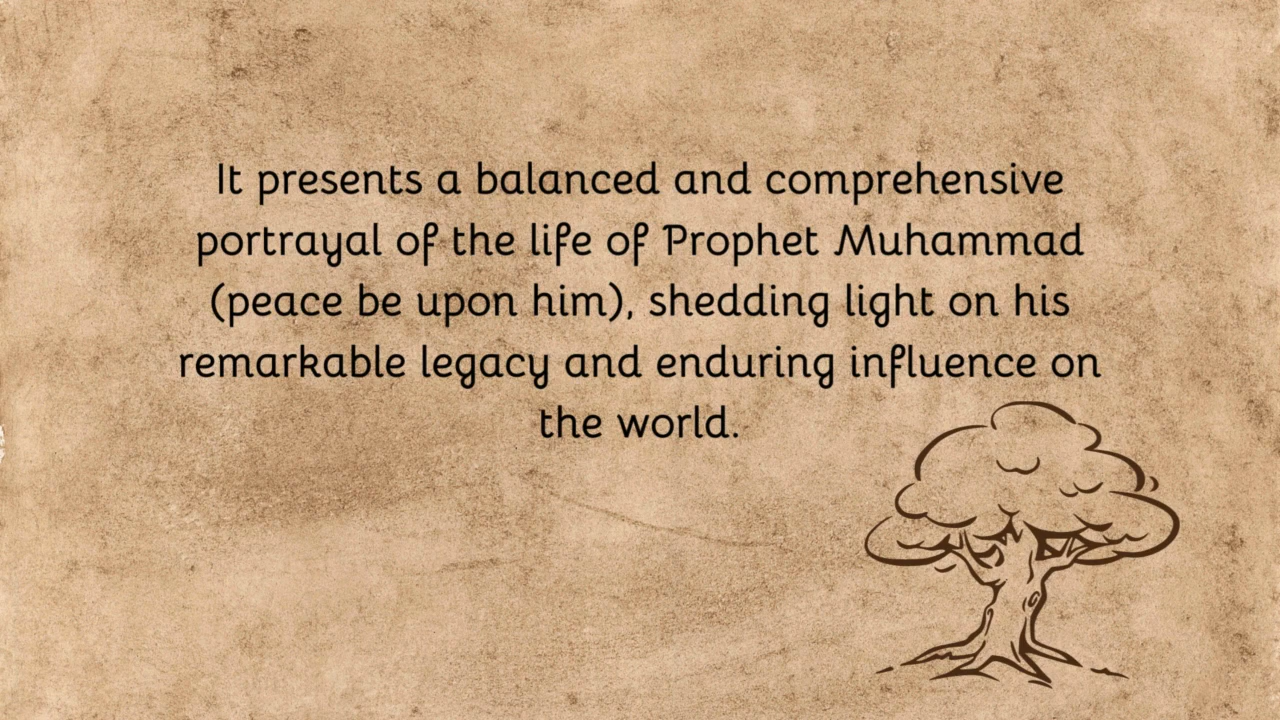 It presents a balanced and comprehensive
portrayal of the life of Prophet Muhammad
(peace be upon him), shedding light on his
remarkable legacy and enduring influence on
the world.